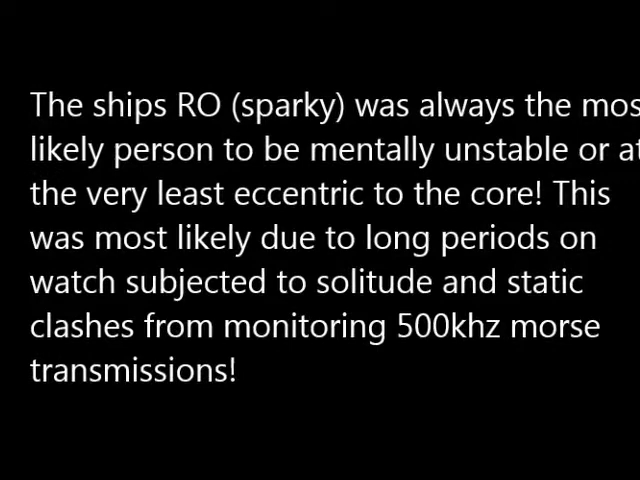 The ships RO (sparky) was always the mos
likely person to be mentally unstable or at
the very least eccentric to the core! This
was most likely due to long periods on
watch subjected to solitude and static
clashes from monitoring 500khz morse
transmissions!